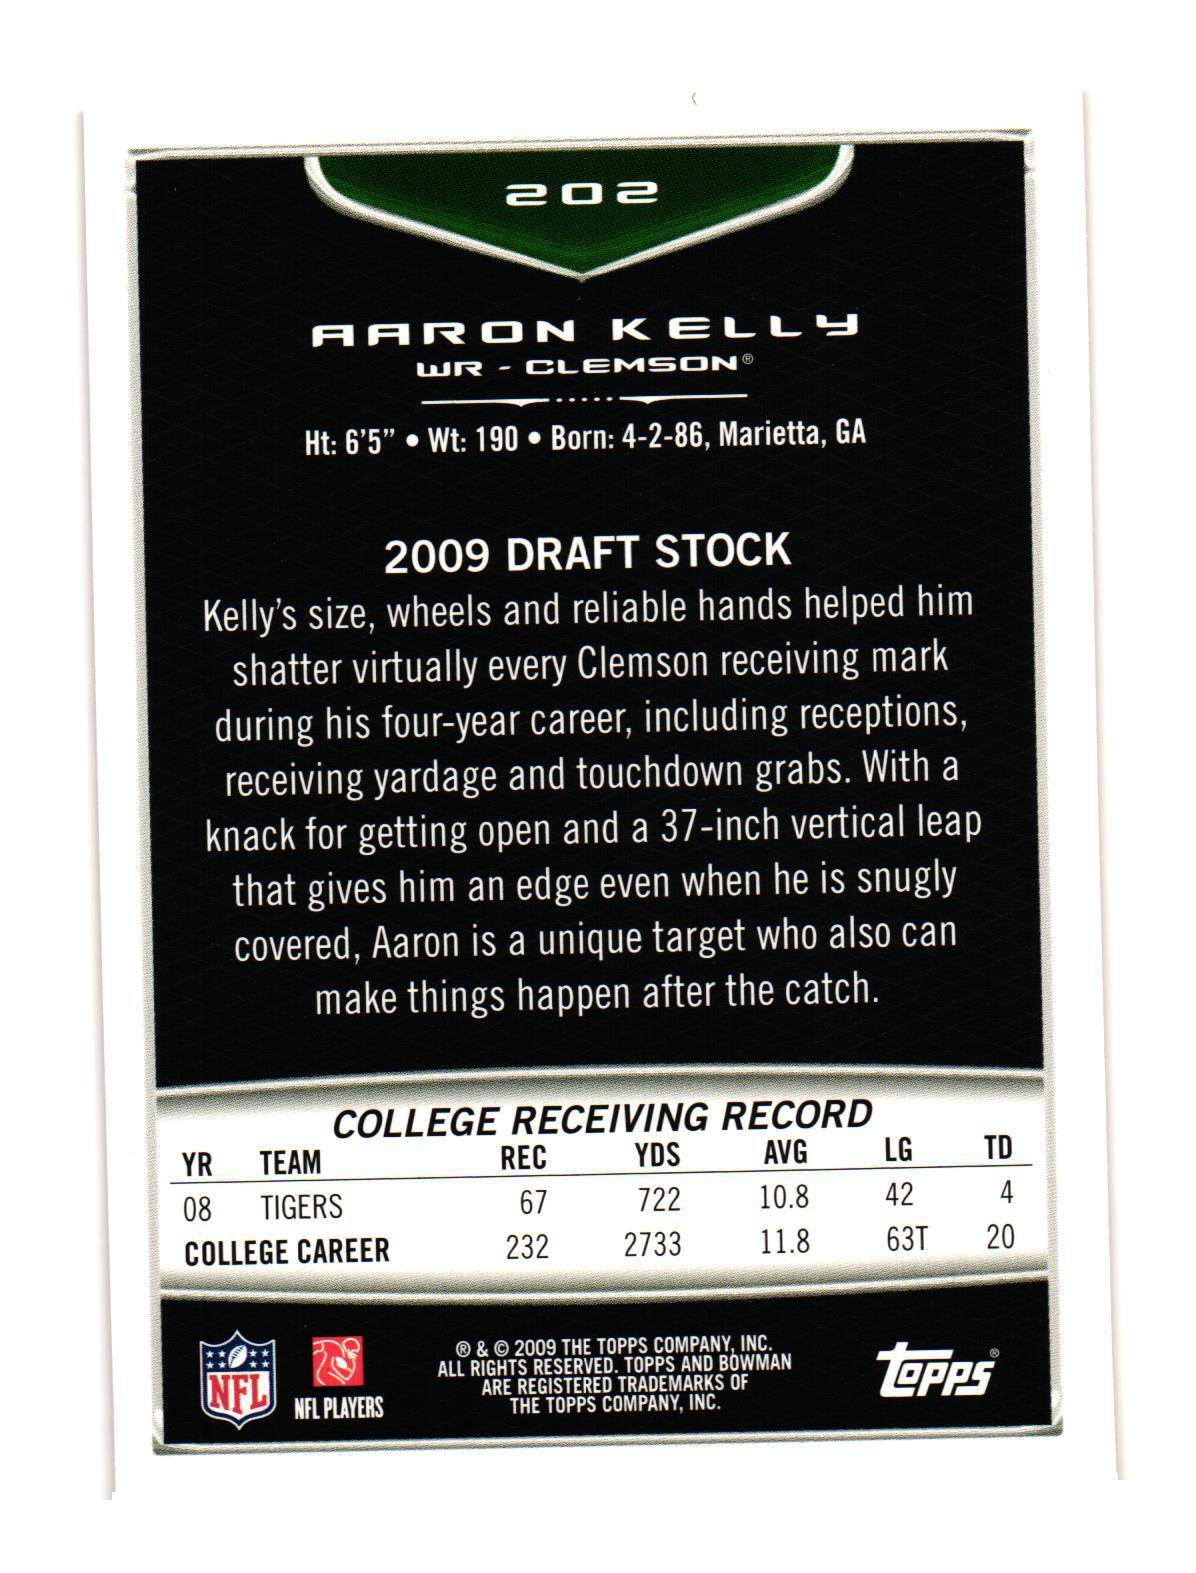 202
AARON KELLY
WR - CLEMSON®
Ht: 6'5" • Wt: 190 • Born: 4-2-86, Marietta, GA
2009 DRAFT STOCK
Kelly's size, wheels and reliable hands helped him
shatter virtually every Clemson receiving mark
during his four-year career, including receptions,
receiving yardage and touchdown grabs. With a
knack for getting open and a 37-inch vertical leap
that gives him an edge even when he is snugly
covered, Aaron is a unique target who also can
make things happen after the catch.
COLLEGE RECEIVING RECORD
YR TEAM REC YDS AVG LG TD
08 TIGERS 67 722 10.8 42 4
COLLEGE CAREER 232 2733 11.8 63T 20
NFL
NFL PLAYERS
® & © 2009 THE TOPPS COMPANY, INC.
ALL RIGHTS RESERVED. TOPPS AND BOWMAN
ARE REGISTERED TRADEMARKS OF
THE TOPPS COMPANY, INC.
topps®